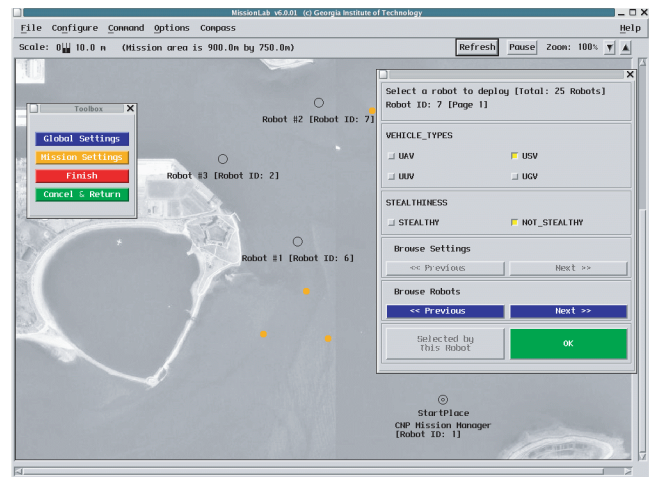 MissionLab v6.0.01 (c) Georgia Institute of Technology
File Configure Command Options Compass Help
Scale: 0 10.0 m (Mission area is 900.0m by 750.0m) Refresh Pause Zoom: 100%
Toolbox
Global Settings
Mission Settings
Finish
Cancel & Return
Robot #2 [Robot ID: 7]
Robot #3 [Robot ID: 2]
Robot #1 [Robot ID: 6]
Select a robot to deploy [Total: 25 Robots]
Robot ID: 7 [Page 1]
VEHICLE_TYPES
UAV USV
UUV UGV
STEALTHINESS
STEALTHY NOT_STEALTHY
Browse Settings
<< Previous Next >>
Browse Robots
<< Previous Next >>
Selected by
This Robot
OK
StartPlace
CNP Mission Manager
[Robot ID: 1]